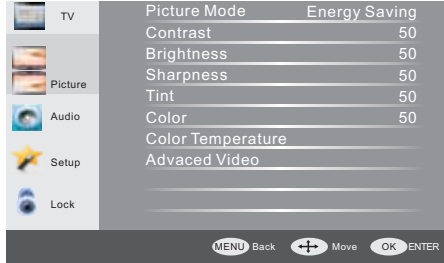 TV
Picture
Audio
Setup
Lock
Picture Mode Energy Saving
Contrast 50
Brightness 50
Sharpness 50
Tint 50
Color 50
Color Temperature
Advaced Video
MENU Back Move OK ENTER